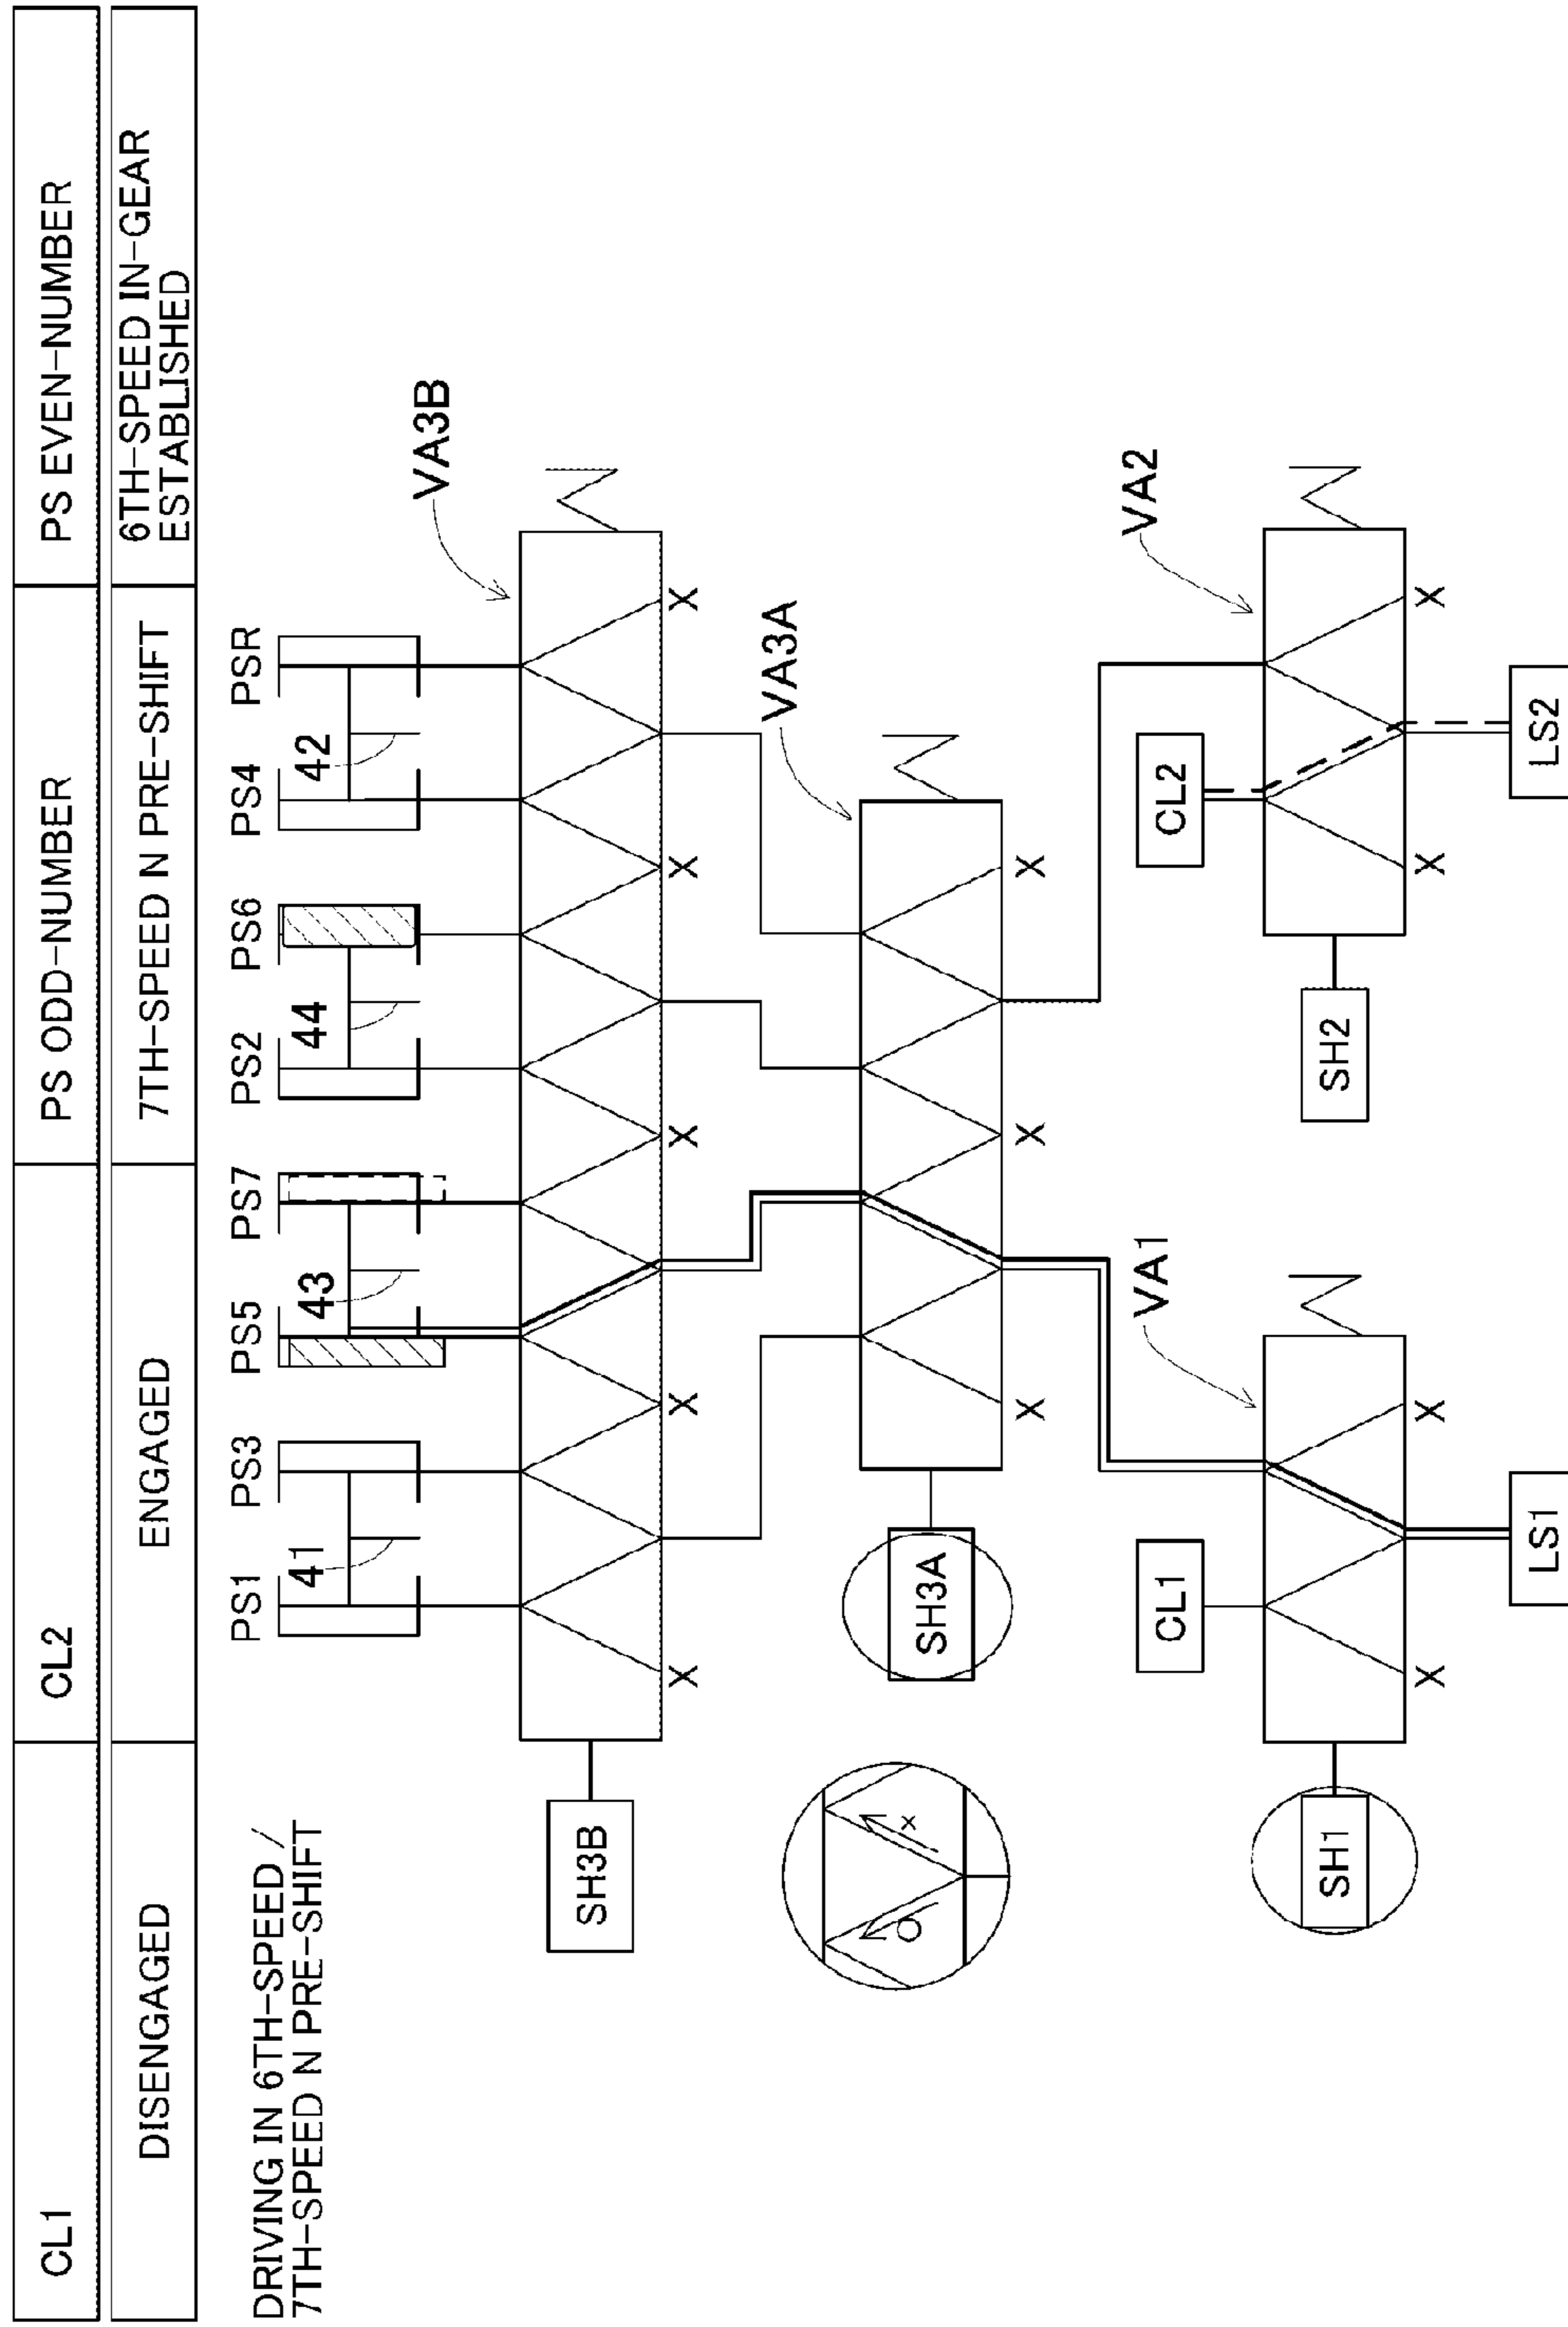 CL1
CL2
PS ODD-NUMBER
PS EVEN-NUMBER
DISENGAGED
ENGAGED
7TH-SPEED N PRE-SHIFT
6TH-SPEED IN-GEAR
ESTABLISHED
DRIVING IN 6TH-SPEED /
7TH-SPEED N PRE-SHIFT
PS1
PS3
PS5
PS7
PS2
PS6
PS4
PSR
41
43
44
42
VA3B
SH3B
X
X
X
X
X
VA3A
SH3A
X
X
X
O
x
VA1
VA2
CL1
CL2
SH1
SH2
X
X
X
X
LS1
LS2